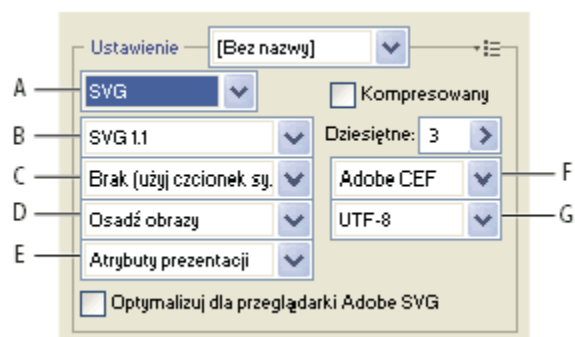 Ustawienie [Bez nazwy]
A SVG Kompresowany
B SVG 1.1 Dziesiętne: 3
C Brak (użyj czcionek sy. Adobe CEF F
D Osadź obrazy UTF-8 G
E Atrybuty prezentacji
Optymalizuj dla przeglądarki Adobe SVG